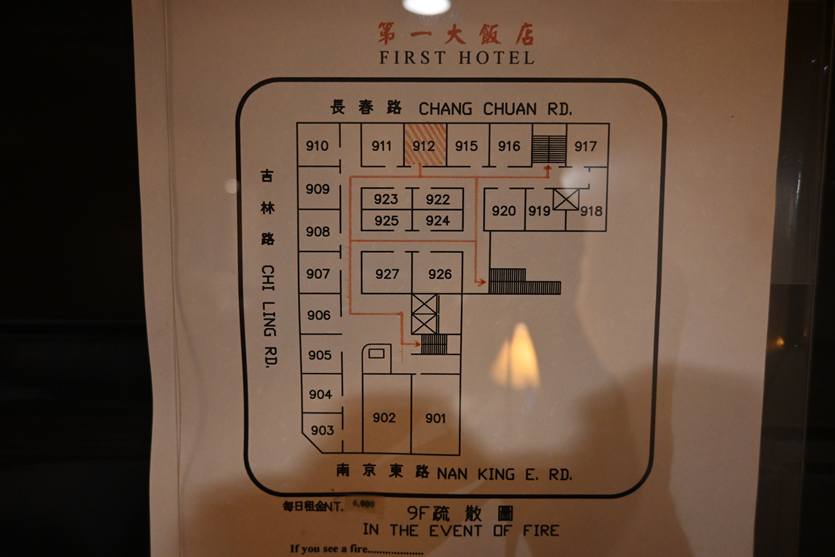 第一大飯店
FIRST HOTEL
長春路 CHANG CHUAN RD.
910 911 912 915 916 917
吉林路 CHI LING RD.
909 923 922 920 919 918
925 924
908
907 927 926
906
905
904
903 902 901
南京東路 NAN KING E. RD.
每日租金NT. 6,000
9F疏散圖
IN THE EVENT OF FIRE
If you see a fire...................